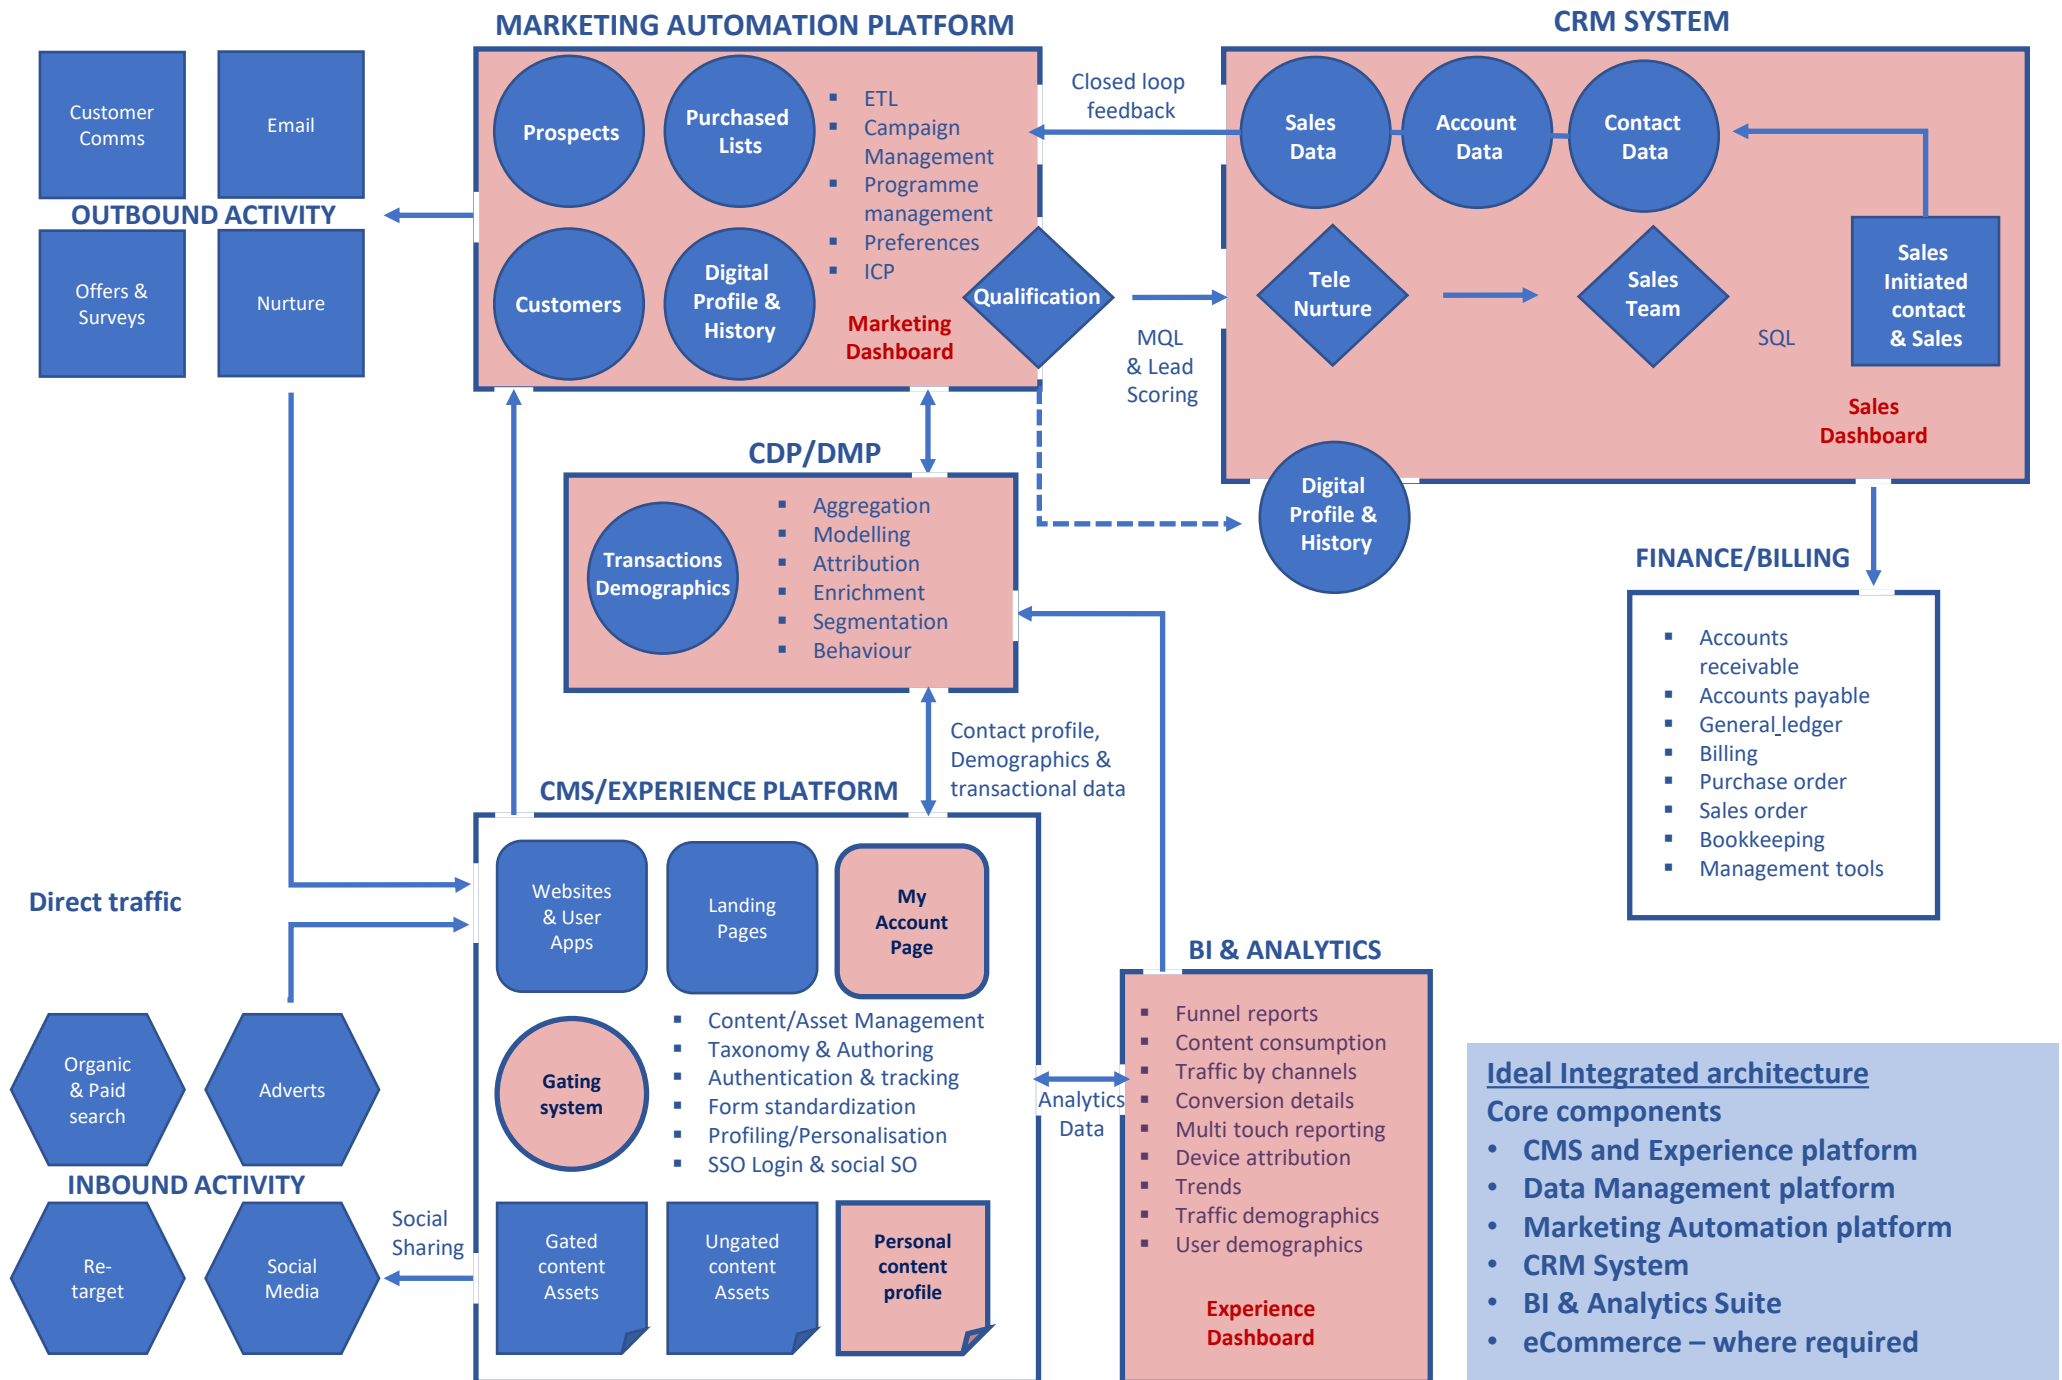 MARKETING AUTOMATION PLATFORM
CRM SYSTEM
Customer
Comms
Email
OUTBOUND ACTIVITY
Offers &
Surveys
Nurture
Prospects
Purchased
Lists
Customers
Digital
Profile &
History
▪ ETL
▪ Campaign
Management
▪ Programme
management
▪ Preferences
▪ ICP
Marketing
Dashboard
Qualification
Closed loop
feedback
MQL
& Lead
Scoring
Sales
Data
Account
Data
Contact
Data
Tele
Nurture
Sales
Team
SQL
Sales
Initiated
contact
& Sales
Sales
Dashboard
Digital
Profile &
History
CDP/DMP
Transactions
Demographics
▪ Aggregation
▪ Modelling
▪ Attribution
▪ Enrichment
▪ Segmentation
▪ Behaviour
Contact profile,
Demographics &
transactional data
FINANCE/BILLING
▪ Accounts
receivable
▪ Accounts payable
▪ General ledger
▪ Billing
▪ Purchase order
▪ Sales order
▪ Bookkeeping
▪ Management tools
CMS/EXPERIENCE PLATFORM
Websites
& User
Apps
Landing
Pages
My
Account
Page
Gating
system
▪ Content/Asset Management
▪ Taxonomy & Authoring
▪ Authentication & tracking
▪ Form standardization
▪ Profiling/Personalisation
▪ SSO Login & social SO
Gated
content
Assets
Ungated
content
Assets
Personal
content
profile
Direct traffic
Organic
& Paid
search
Adverts
INBOUND ACTIVITY
Re-
target
Social
Media
Social
Sharing
Analytics
Data
BI & ANALYTICS
▪ Funnel reports
▪ Content consumption
▪ Traffic by channels
▪ Conversion details
▪ Multi touch reporting
▪ Device attribution
▪ Trends
▪ Traffic demographics
▪ User demographics
Experience
Dashboard
Ideal Integrated architecture
Core components
• CMS and Experience platform
• Data Management platform
• Marketing Automation platform
• CRM System
• BI & Analytics Suite
• eCommerce – where required